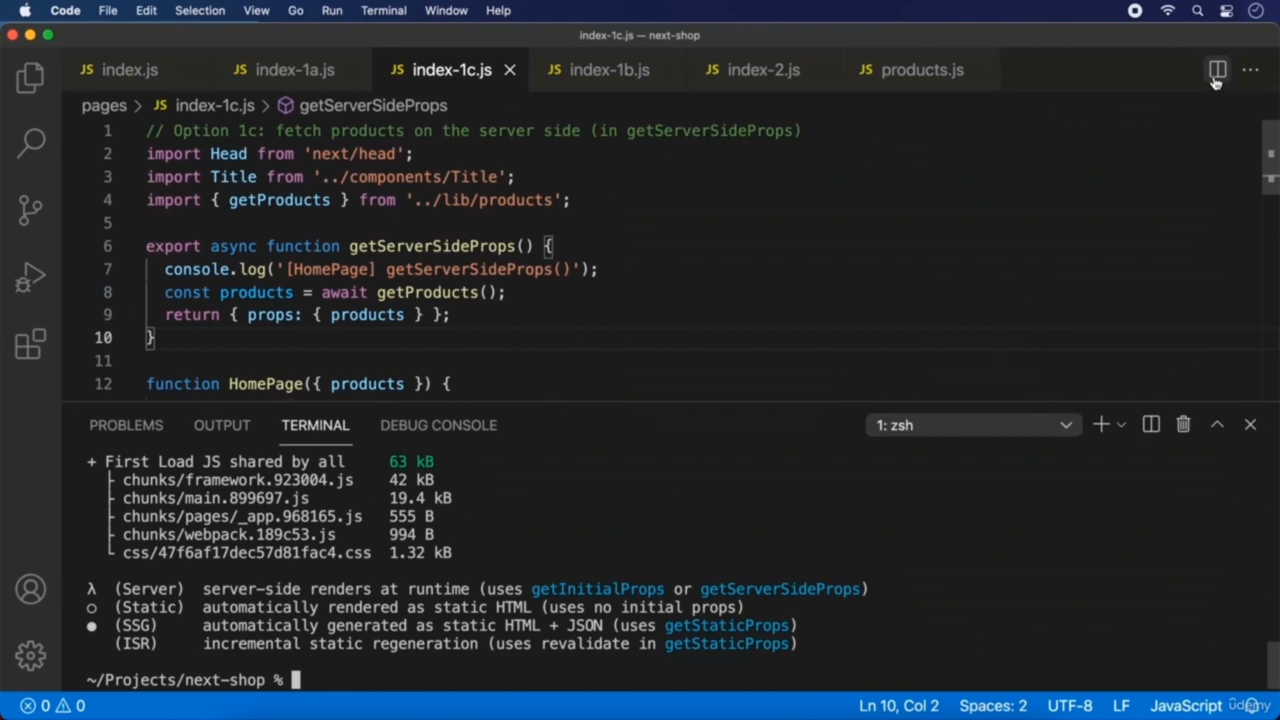 Code File Edit Selection View Go Run Terminal Window Help
index-1c.js — next-shop
JS index.js JS index-1a.js JS index-1c.js JS index-1b.js JS index-2.js JS products.js
pages > JS index-1c.js > getServerSideProps
1 // Option 1c: fetch products on the server side (in getServerSideProps)
2 import Head from 'next/head';
3 import Title from '../components/Title';
4 import { getProducts } from '../lib/products';
5
6 export async function getServerSideProps() {
7 console.log('[HomePage] getServerSideProps()');
8 const products = await getProducts();
9 return { props: { products } };
10 }
11
12 function HomePage({ products }) {
PROBLEMS OUTPUT TERMINAL DEBUG CONSOLE 1: zsh
+ First Load JS shared by all 63 kB
├ chunks/framework.923004.js 42 kB
├ chunks/main.899697.js 19.4 kB
├ chunks/pages/_app.968165.js 555 B
├ chunks/webpack.189c53.js 994 B
└ css/47f6af17dec57d81fac4.css 1.32 kB
λ (Server) server-side renders at runtime (uses getInitialProps or getServerSideProps)
○ (Static) automatically rendered as static HTML (uses no initial props)
● (SSG) automatically generated as static HTML + JSON (uses getStaticProps)
(ISR) incremental static regeneration (uses revalidate in getStaticProps)
~/Projects/next-shop %
0 0 Ln 10, Col 2 Spaces: 2 UTF-8 LF JavaScript udemy